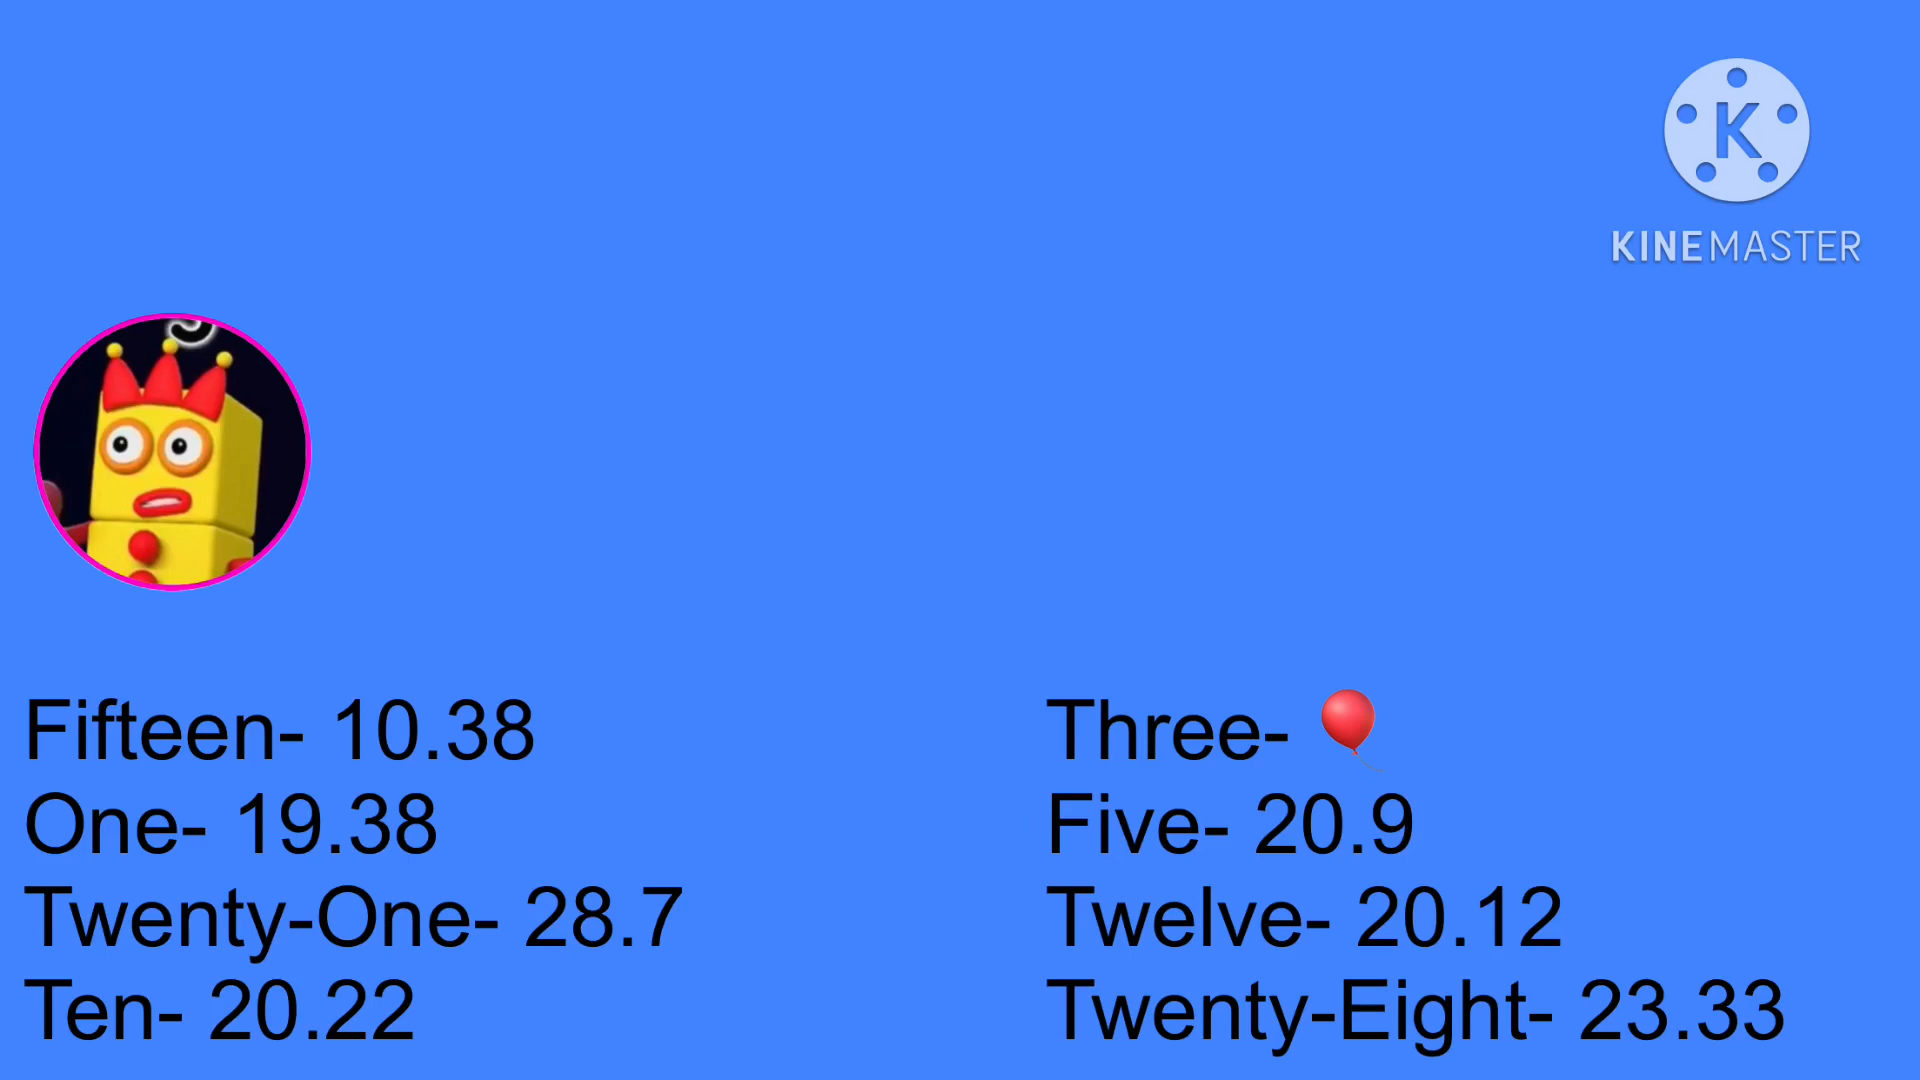 K
KINEMASTER
Fifteen- 10.38
One- 19.38
Twenty-One- 28.7
Ten- 20.22
Three- 🎈
Five- 20.9
Twelve- 20.12
Twenty-Eight- 23.33